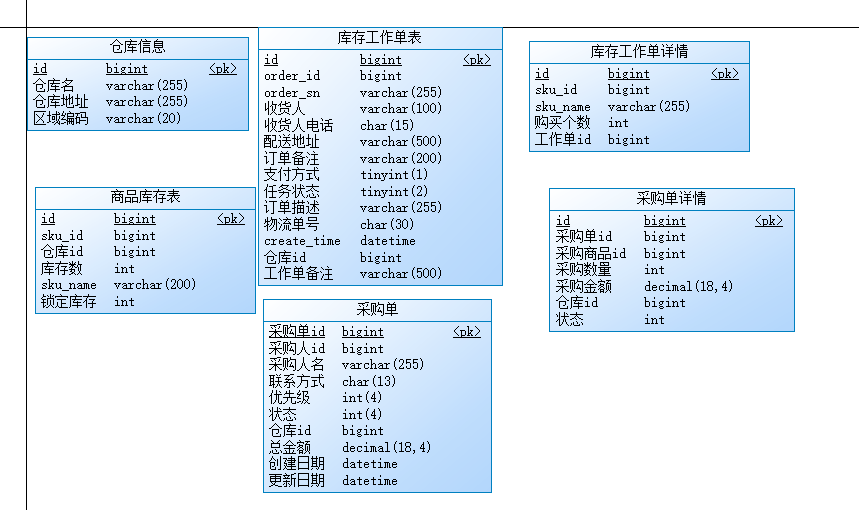 仓库信息
id bigint <pk>
仓库名 varchar(255)
仓库地址 varchar(255)
区域编码 varchar(20)
库存工作单表
id bigint <pk>
order_id bigint
order_sn varchar(255)
收货人 varchar(100)
收货人电话 char(15)
配送地址 varchar(500)
订单备注 varchar(200)
支付方式 tinyint(1)
任务状态 tinyint(2)
订单描述 varchar(255)
物流单号 char(30)
create_time datetime
仓库id bigint
工作单备注 varchar(500)
库存工作单详情
id bigint <pk>
sku_id bigint
sku_name varchar(255)
购买个数 int
工作单id bigint
商品库存表
id bigint <pk>
sku_id bigint
仓库id bigint
库存数 int
sku_name varchar(200)
锁定库存 int
采购单详情
id bigint <pk>
采购单id bigint
采购商品id bigint
采购数量 int
采购金额 decimal(18,4)
仓库id bigint
状态 int
采购单
采购单id bigint <pk>
采购人id bigint
采购人名 varchar(255)
联系方式 char(13)
优先级 int(4)
状态 int(4)
仓库id bigint
总金额 decimal(18,4)
创建日期 datetime
更新日期 datetime